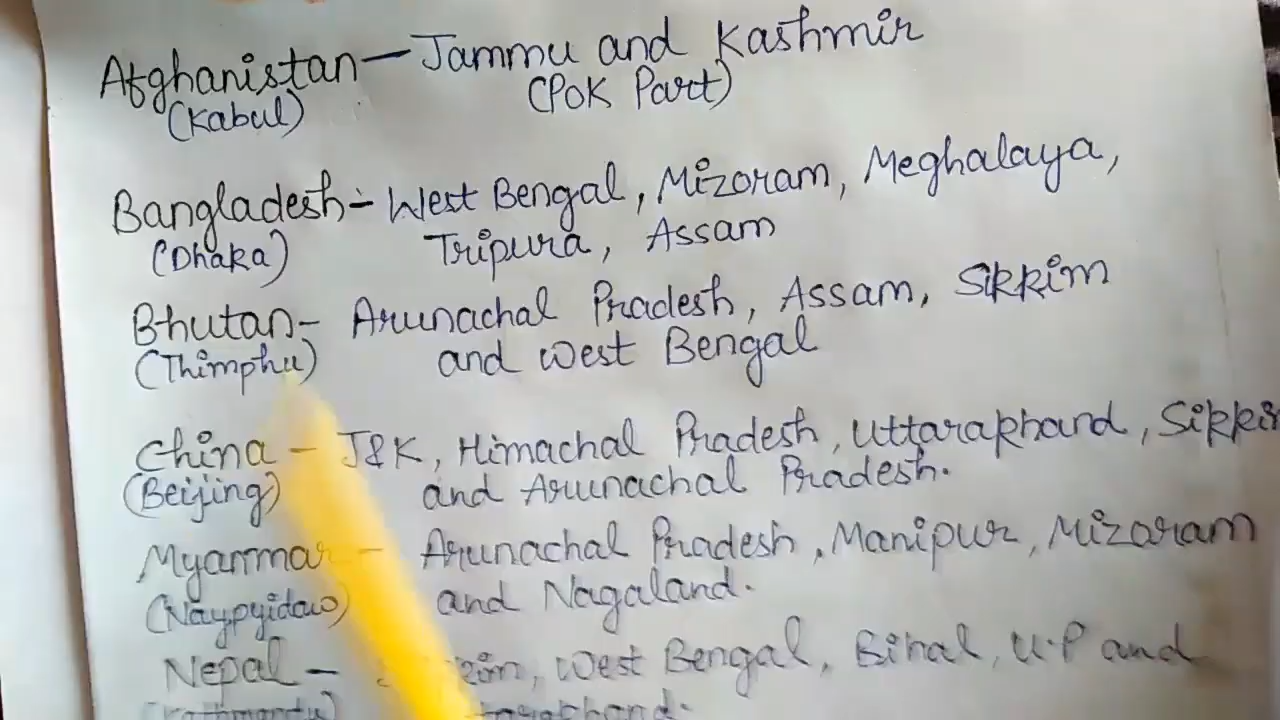 Afghanistan - Jammu and Kashmir
(Kabul) (POK Part)
Bangladesh - West Bengal, Mizoram, Meghalaya,
(Dhaka) Tripura, Assam
Bhutan - Arunachal Pradesh, Assam, Sikkim
(Thimphu) and West Bengal
China - J&K, Himachal Pradesh, Uttarakhand, Sikki
(Beijing) and Arunachal Pradesh.
Myanmar - Arunachal Pradesh, Manipur, Mizoram
(Naypyidaw) and Nagaland.
Nepal - West Bengal, Bihal, U.P and